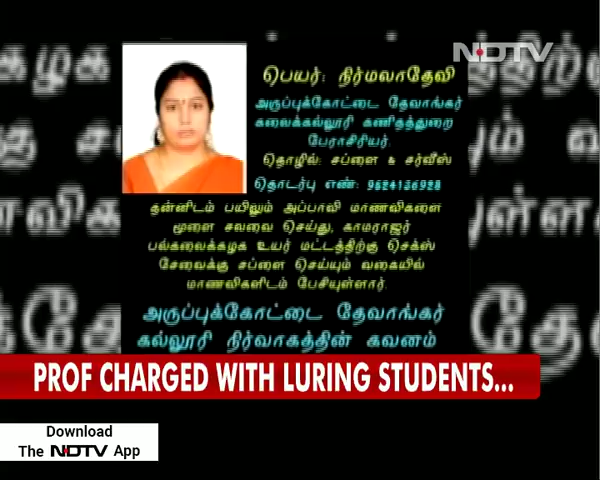 NDTV
பெயர்: நிர்மலாதேவி
அருப்புக்கோட்டை தேவாங்கர்
கலைக்கல்லூரி கணிதத்துறை
பேராசிரியர்
தொழில்: சப்ளை & சர்வீஸ்
தொடர்பு எண்: 9624136928
தன்னிடம் பயிலும் அப்பாவி மாணவிகளை
மூளை சலவை செய்து, காமராஜர்
பல்கலைக்கழக உயர் மட்டத்திற்கு செக்ஸ்
சேவைக்கு சப்ளை செய்யும் வகையில்
மாணவிகளிடம் பேசியுள்ளார்.
அருப்புக்கோட்டை தேவாங்கர்
கல்லூரி நிர்வாகத்தின் கவனம்
PROF CHARGED WITH LURING STUDENTS...
Download
The NDTV App